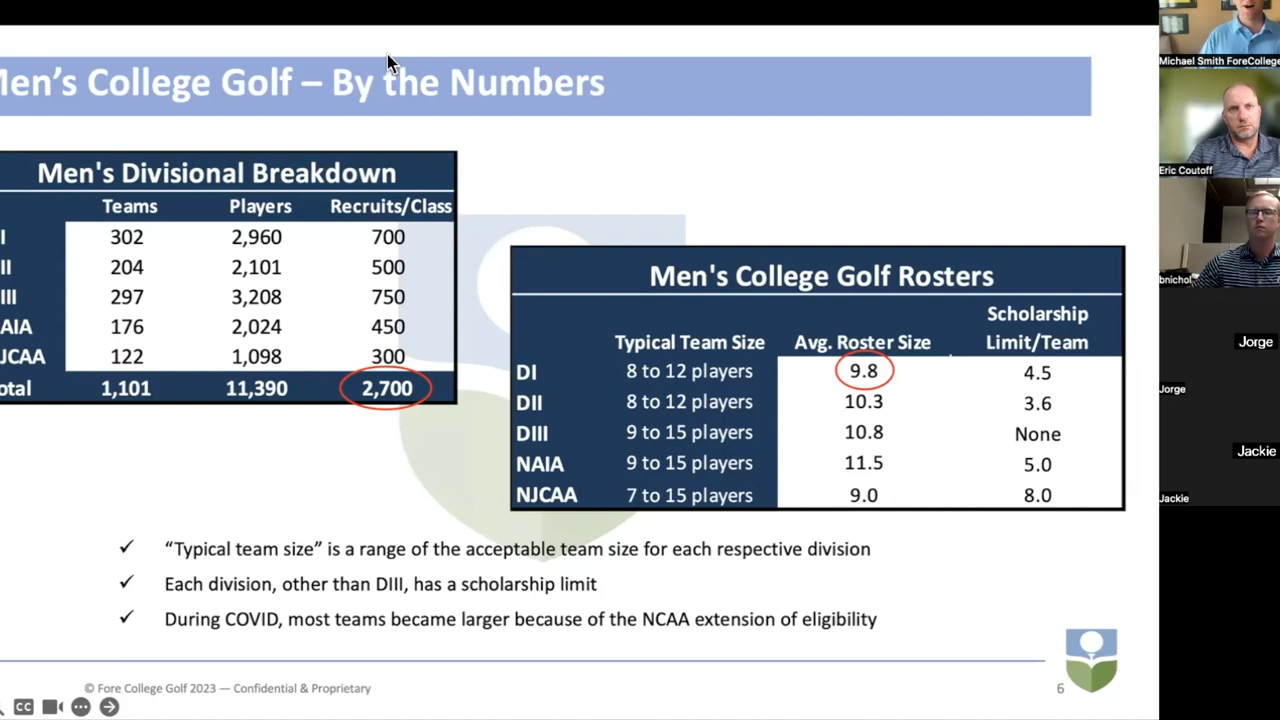 Men's College Golf – By the Numbers
Men's Divisional Breakdown
Teams Players Recruits/Class
I 302 2,960 700
II 204 2,101 500
III 297 3,208 750
AIA 176 2,024 450
JCAA 122 1,098 300
otal 1,101 11,390 2,700
Men's College Golf Rosters
Typical Team Size Avg. Roster Size Scholarship Limit/Team
DI 8 to 12 players 9.8 4.5
DII 8 to 12 players 10.3 3.6
DIII 9 to 15 players 10.8 None
NAIA 9 to 15 players 11.5 5.0
NJCAA 7 to 15 players 9.0 8.0
✓ “Typical team size” is a range of the acceptable team size for each respective division
✓ Each division, other than DIII, has a scholarship limit
✓ During COVID, most teams became larger because of the NCAA extension of eligibility
© Fore College Golf 2023 — Confidential & Proprietary
6
CC
Michael Smith ForeCollege
Eric Coutoff
bnichol
Jorge
Jorge
Jackie
Jackie